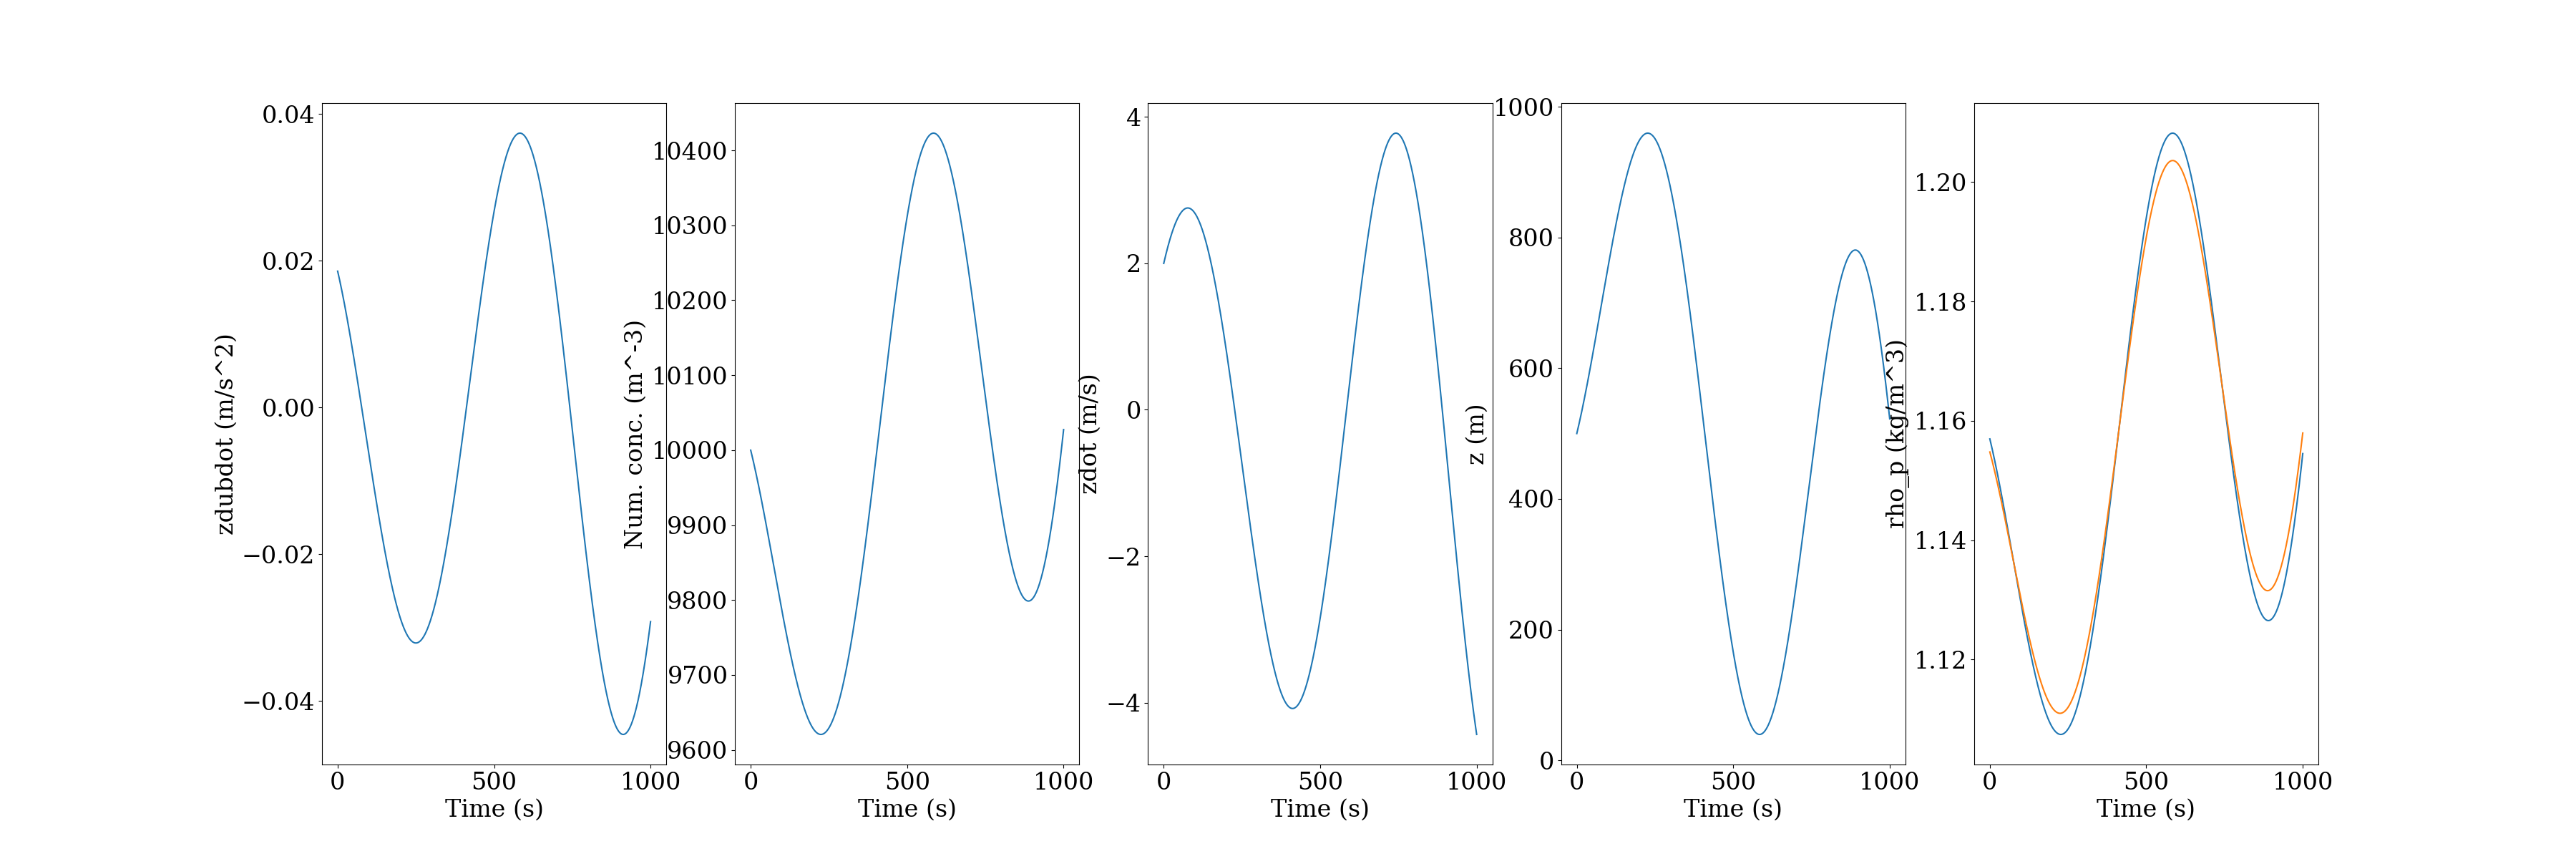 zdubdot (m/s^2)
0.04
0.02
0.00
−0.02
−0.04
0 500 1000
Time (s)
Num. conc. (m^-3)
10400
10300
10200
10100
10000
9900
9800
9700
9600
0 500 1000
Time (s)
zdot (m/s)
4
2
0
−2
−4
0 500 1000
Time (s)
z (m)
1000
800
600
400
200
0
0 500 1000
Time (s)
rho_p (kg/m^3)
1.20
1.18
1.16
1.14
1.12
0 500 1000
Time (s)